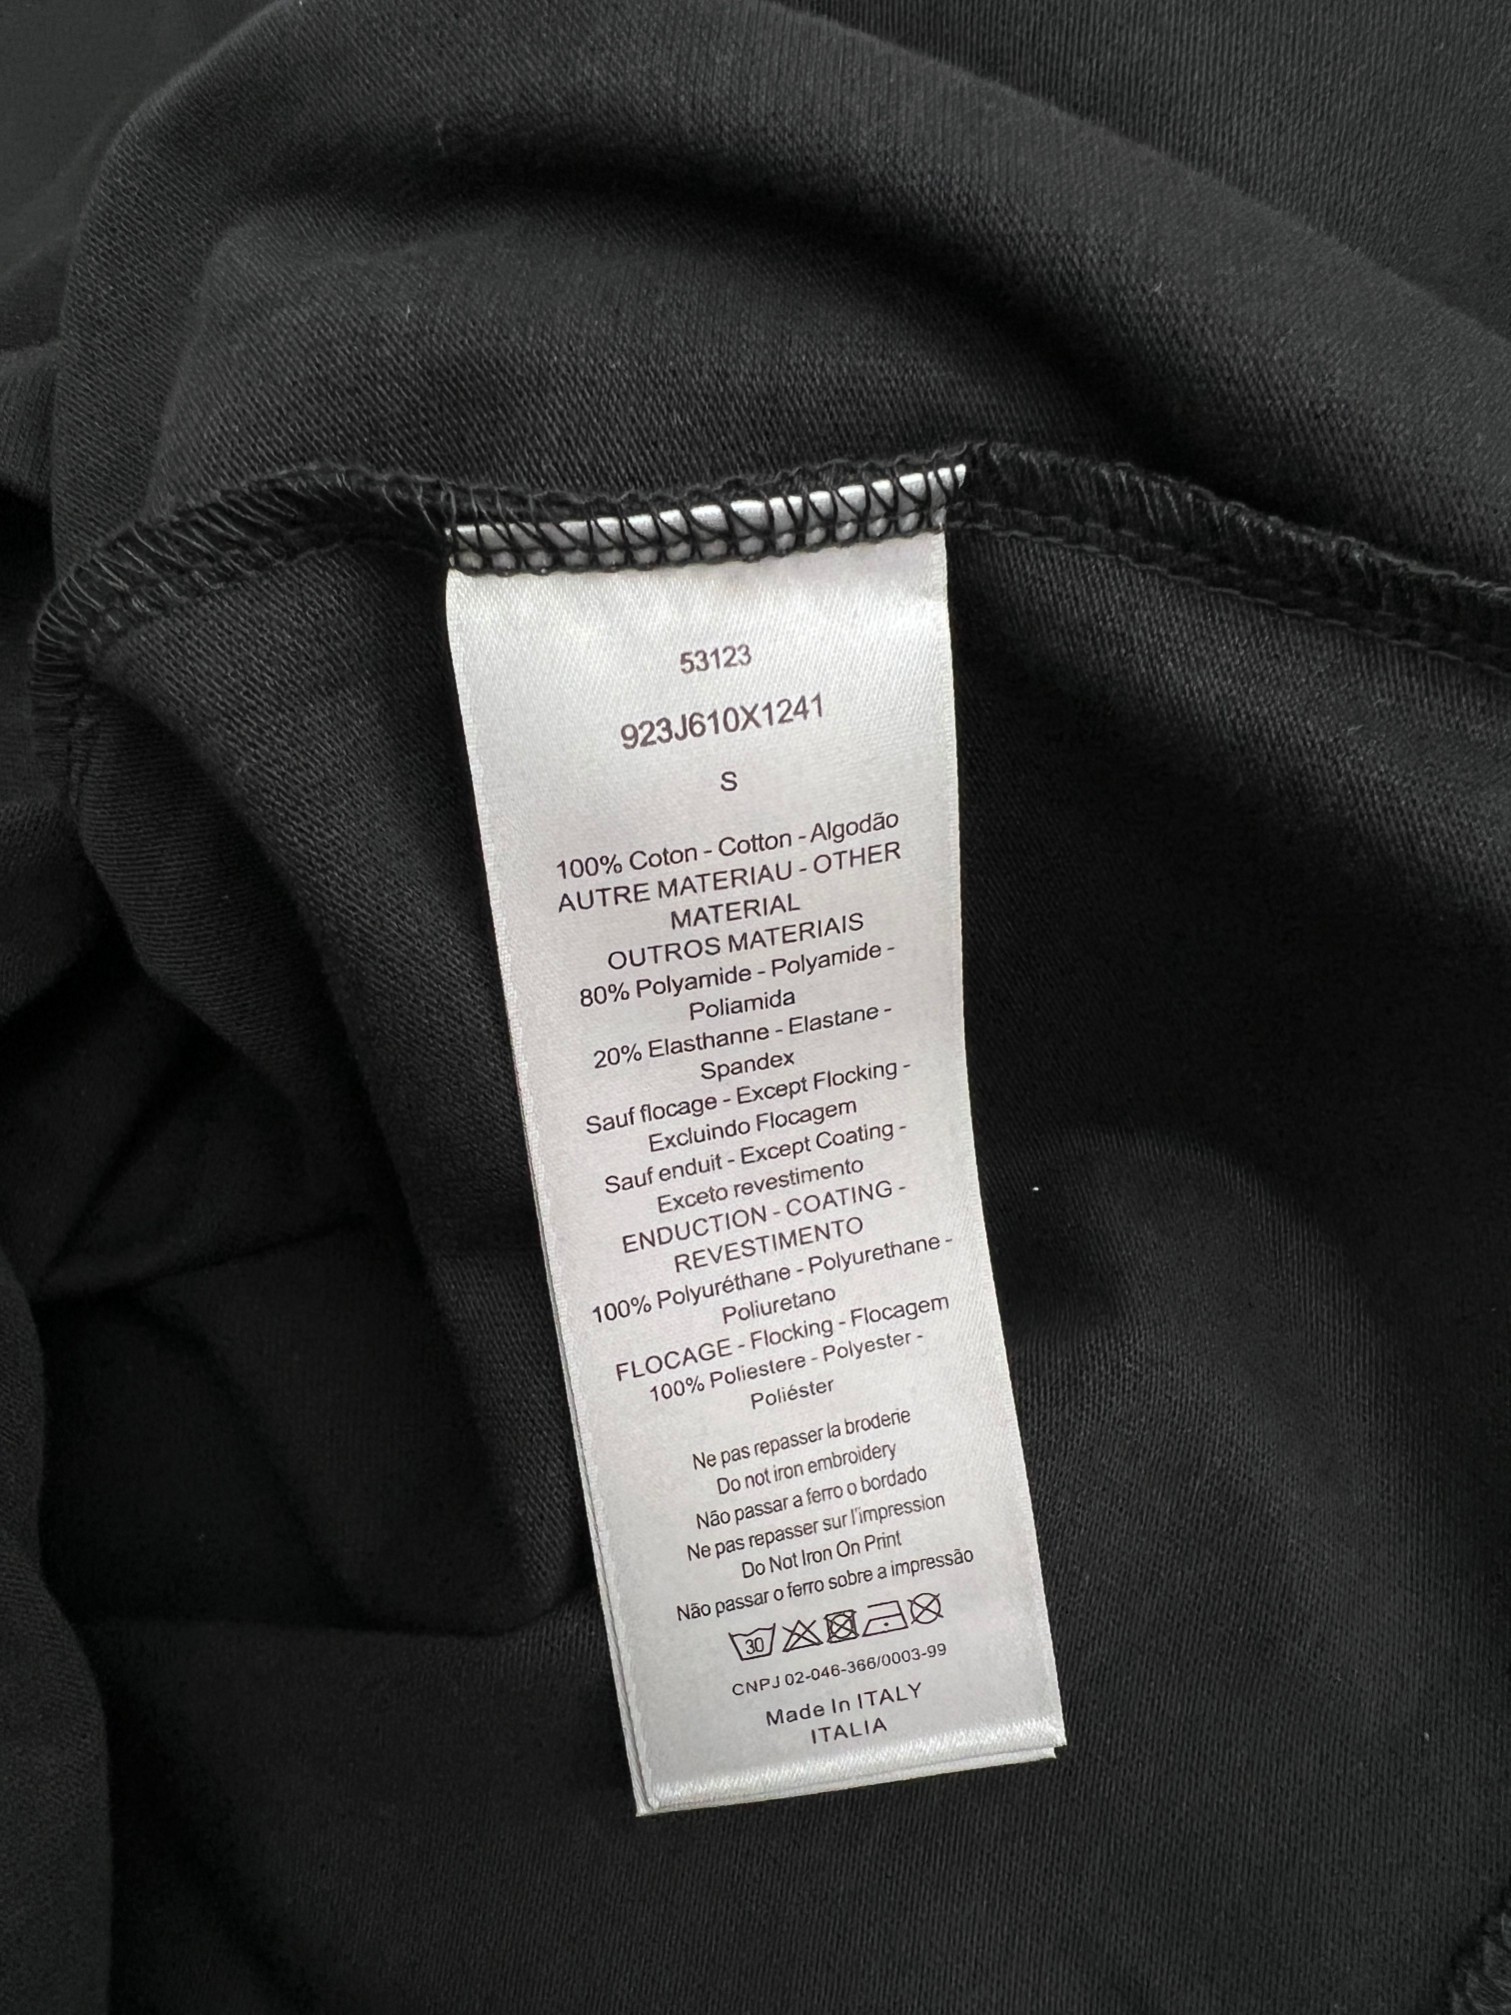 53123
923J610X1241
S
100% Coton - Cotton - Algodão
AUTRE MATERIAU - OTHER
MATERIAL
OUTROS MATERIAIS
80% Polyamide - Polyamide -
Poliamida
20% Elasthanne - Elastane -
Spandex
Sauf flocage - Except Flocking -
Excluindo Flocagem
Sauf enduit - Except Coating -
Exceto revestimento
ENDUCTION - COATING -
REVESTIMENTO
100% Polyuréthane - Polyurethane -
Poliuretano
FLOCAGE - Flocking - Flocagem
100% Poliestere - Polyester -
Poliéster
Ne pas repasser la broderie
Do not iron embroidery
Não passar a ferro o bordado
Ne pas repasser sur l'impression
Do Not Iron On Print
Não passar o ferro sobre a impressão
30
CNPJ 02-046-366/0003-99
Made In ITALY
ITALIA